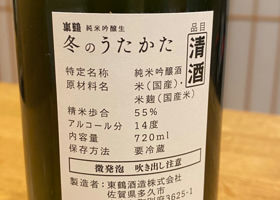 東鶴 純米吟醸生
冬のうたかた
品目
清酒
特定名称 純米吟醸酒
原材料名 米(国産)・
米麹(国産米)
精米歩合 55%
アルコール分 14度
内容量 720ml
保存方法 要冷蔵
微発泡 吹き出し注意
製造者:
東鶴酒造株式会社
佐賀県多久市
3625-1